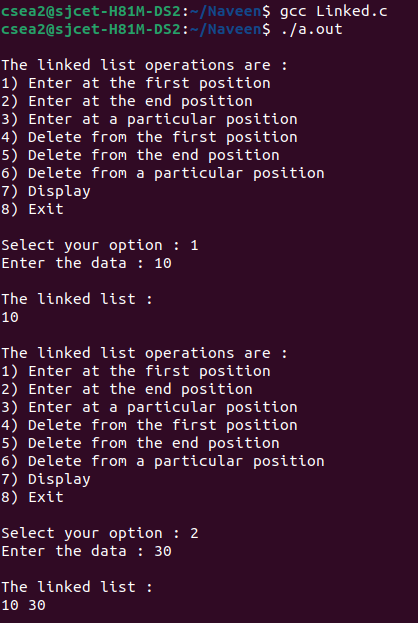 csea2@sjcet-H81M-DS2:~/Naveen$ gcc Linked.c
csea2@sjcet-H81M-DS2:~/Naveen$ ./a.out
The linked list operations are :
1) Enter at the first position
2) Enter at the end position
3) Enter at a particular position
4) Delete from the first position
5) Delete from the end position
6) Delete from a particular position
7) Display
8) Exit
Select your option : 1
Enter the data : 10
The linked list :
10
The linked list operations are :
1) Enter at the first position
2) Enter at the end position
3) Enter at a particular position
4) Delete from the first position
5) Delete from the end position
6) Delete from a particular position
7) Display
8) Exit
Select your option : 2
Enter the data : 30
The linked list :
10 30